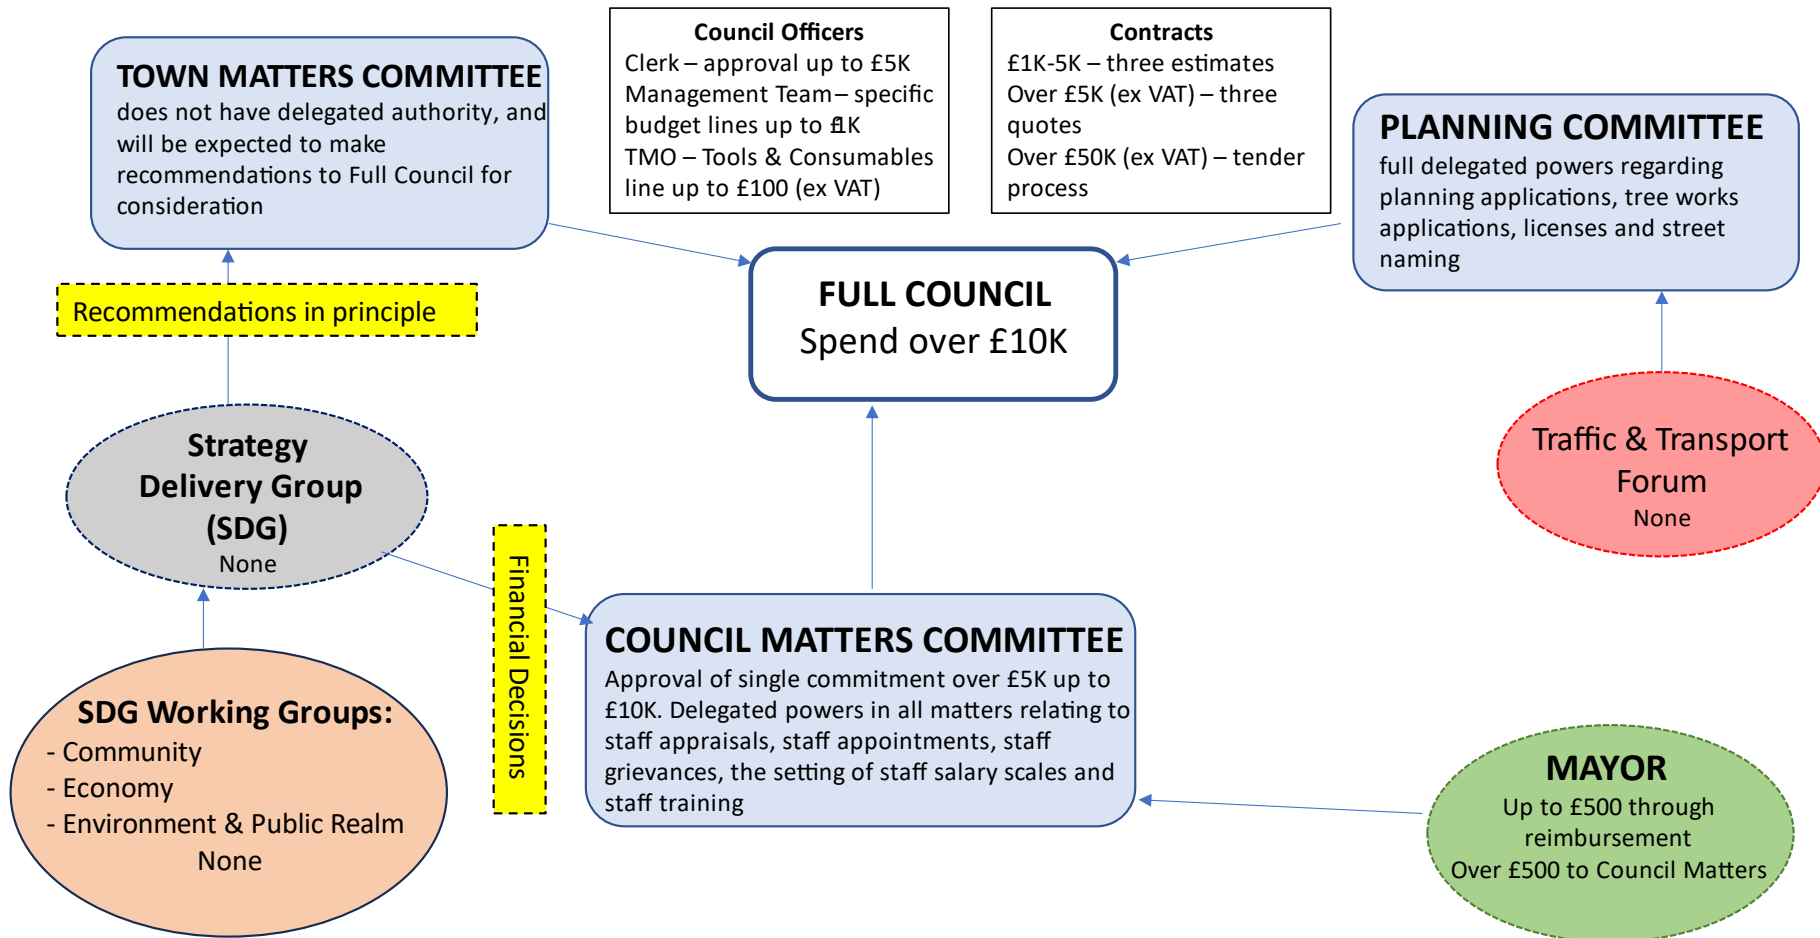 TOWN MATTERS COMMITTEE
does not have delegated authority, and
will be expected to make
recommendations to Full Council for
consideration
Council Officers
Clerk – approval up to £5K
Management Team – specific
budget lines up to £1K
TMO – Tools & Consumables
line up to £100 (ex VAT)
Contracts
£1K-5K – three estimates
Over £5K (ex VAT) – three
quotes
Over £50K (ex VAT) – tender
process
PLANNING COMMITTEE
full delegated powers regarding
planning applications, tree works
applications, licenses and street
naming
Recommendations in principle
FULL COUNCIL
Spend over £10K
Strategy
Delivery Group
(SDG)
None
Traffic & Transport
Forum
None
Financial Decisions
COUNCIL MATTERS COMMITTEE
Approval of single commitment over £5K up to
£10K. Delegated powers in all matters relating to
staff appraisals, staff appointments, staff
grievances, the setting of staff salary scales and
staff training
SDG Working Groups:
- Community
- Economy
- Environment & Public Realm
None
MAYOR
Up to £500 through
reimbursement
Over £500 to Council Matters